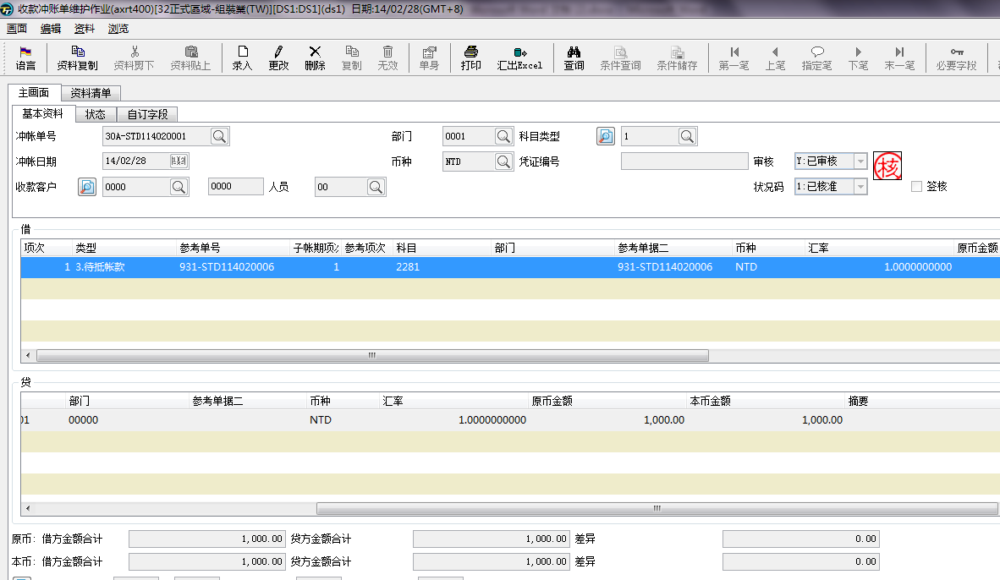 收款冲账单维护作业(axrt400)[32正式區域-組裝業(TW)][DS1:DS1](ds1) 日期:14/02/28(GMT+8)
画面 编辑 资料 浏览
语言 资料复制 资料剪下 资料贴上 录入 更改 删除 复制 无效 单身 打印 汇出Excel 查询 条件查询 条件储存 第一笔 上笔 指定笔 下笔 末一笔 必要字段
主画面 资料清单
基本资料 状态 自订字段
冲帐单号 30A-STD114020001 部门 0001 科目类型 1
冲帐日期 14/02/28 币种 NTD 凭证编号 审核 Y:已审核 核
收款客户 0000 0000 人员 00 状况码 1:已核准 签核
借
项次 类型 参考单号 子帐期项次 参考项次 科目 部门 参考单据二 币种 汇率 原币金额
1 3.待抵帐款 931-STD114020006 1 2281 931-STD114020006 NTD 1.0000000000
贷
部门 参考单据二 币种 汇率 原币金额 本币金额 摘要
01 00000 NTD 1.0000000000 1,000.00 1,000.00
原币: 借方金额合计 1,000.00 贷方金额合计 1,000.00 差异 0.00
本币: 借方金额合计 1,000.00 贷方金额合计 1,000.00 差异 0.00